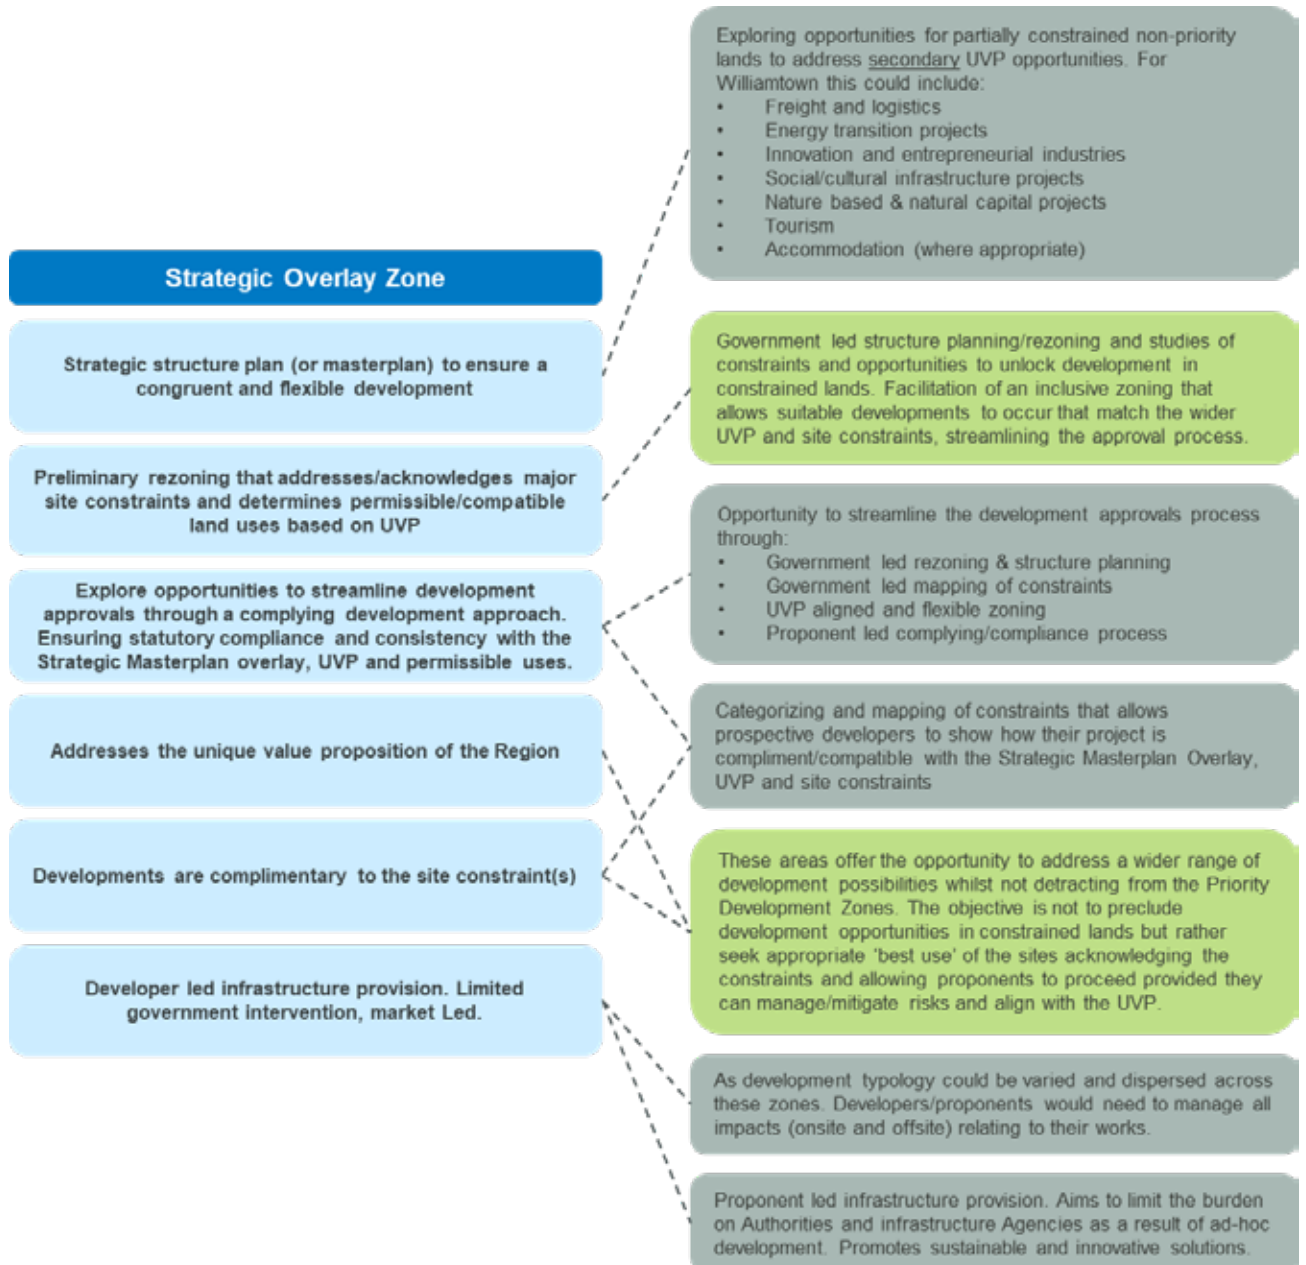 Strategic Overlay Zone
Strategic structure plan (or masterplan) to ensure a
congruent and flexible development
Preliminary rezoning that addresses/acknowledges major
site constraints and determines permissible/compatible
land uses based on UVP
Explore opportunities to streamline development
approvals through a complying development approach.
Ensuring statutory compliance and consistency with the
Strategic Masterplan overlay, UVP and permissible uses.
Addresses the unique value proposition of the Region
Developments are complimentary to the site constraint(s)
Developer led infrastructure provision. Limited
government intervention, market Led.
Exploring opportunities for partially constrained non-priority
lands to address secondary UVP opportunities. For
Williamtown this could include:
• Freight and logistics
• Energy transition projects
• Innovation and entrepreneurial industries
• Social/cultural infrastructure projects
• Nature based & natural capital projects
• Tourism
• Accommodation (where appropriate)
Government led structure planning/rezoning and studies of
constraints and opportunities to unlock development in
constrained lands. Facilitation of an inclusive zoning that
allows suitable developments to occur that match the wider
UVP and site constraints, streamlining the approval process.
Opportunity to streamline the development approvals process
through:
• Government led rezoning & structure planning
• Government led mapping of constraints
• UVP aligned and flexible zoning
• Proponent led complying/compliance process
Categorizing and mapping of constraints that allows
prospective developers to show how their project is
compliment/compatible with the Strategic Masterplan Overlay,
UVP and site constraints
These areas offer the opportunity to address a wider range of
development possibilities whilst not detracting from the Priority
Development Zones. The objective is not to preclude
development opportunities in constrained lands but rather
seek appropriate 'best use' of the sites acknowledging the
constraints and allowing proponents to proceed provided they
can manage/mitigate risks and align with the UVP.
As development typology could be varied and dispersed across
these zones. Developers/proponents would need to manage all
impacts (onsite and offsite) relating to their works.
Proponent led infrastructure provision. Aims to limit the burden
on Authorities and infrastructure Agencies as a result of ad-hoc
development. Promotes sustainable and innovative solutions.